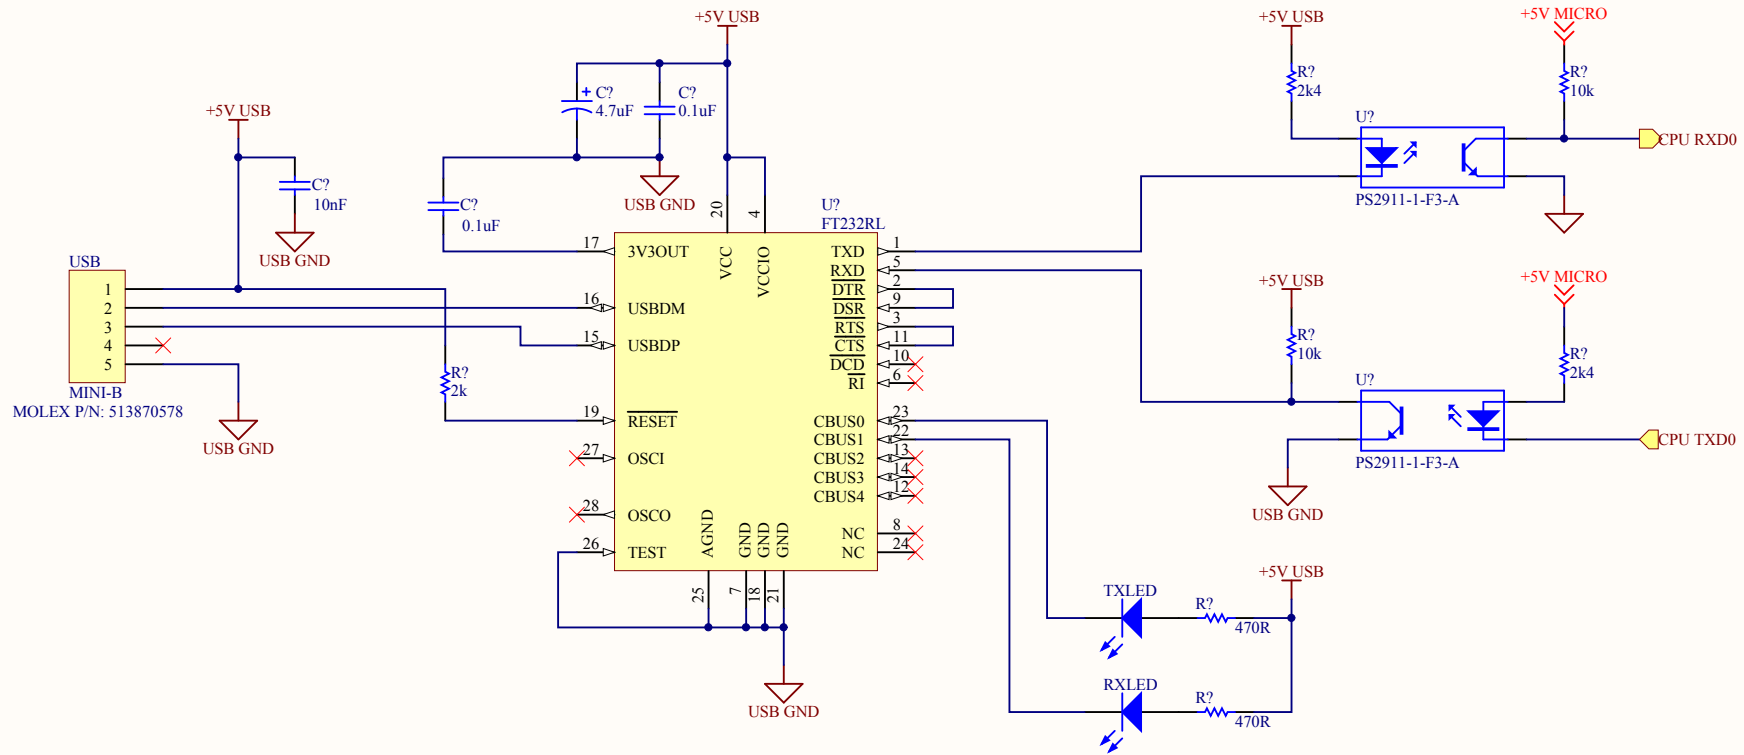 +5V USB
C?
10nF
USB GND
USB
1
2
3
4
5
MINI-B
MOLEX P/N: 513870578
USB GND
+5V USB
C?
4.7uF
C?
0.1uF
USB GND
C?
0.1uF
R?
2k
U?
FT232RL
20
VCC
4
VCCIO
17
3V3OUT
16
USBDM
15
USBDP
19
RESET
27
OSCI
28
OSCO
26
TEST
TXD
1
RXD
5
DTR
2
DSR
9
RTS
3
CTS
11
DCD
10
RI
6
CBUS0
23
CBUS1
22
CBUS2
13
CBUS3
14
CBUS4
12
NC
8
NC
24
AGND
25
GND
7
GND
18
GND
21
USB GND
+5V USB
R?
2k4
+5V MICRO
R?
10k
U?
PS2911-1-F3-A
CPU RXD0
+5V USB
R?
10k
+5V MICRO
R?
2k4
U?
PS2911-1-F3-A
CPU TXD0
USB GND
+5V USB
TXLED
R?
470R
RXLED
R?
470R